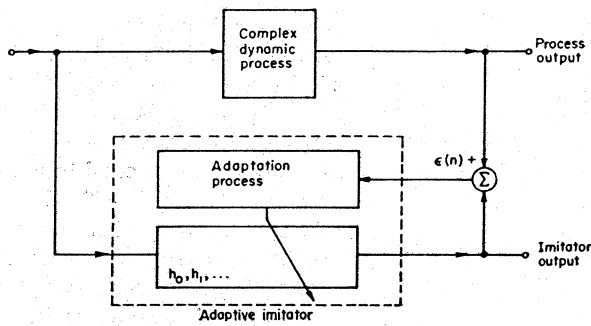 Complex
dynamic
process
Process
output
ϵ(n) +
Σ
Adaptation
process
h₀, h₁, ...
Imitator
output
Adaptive imitator